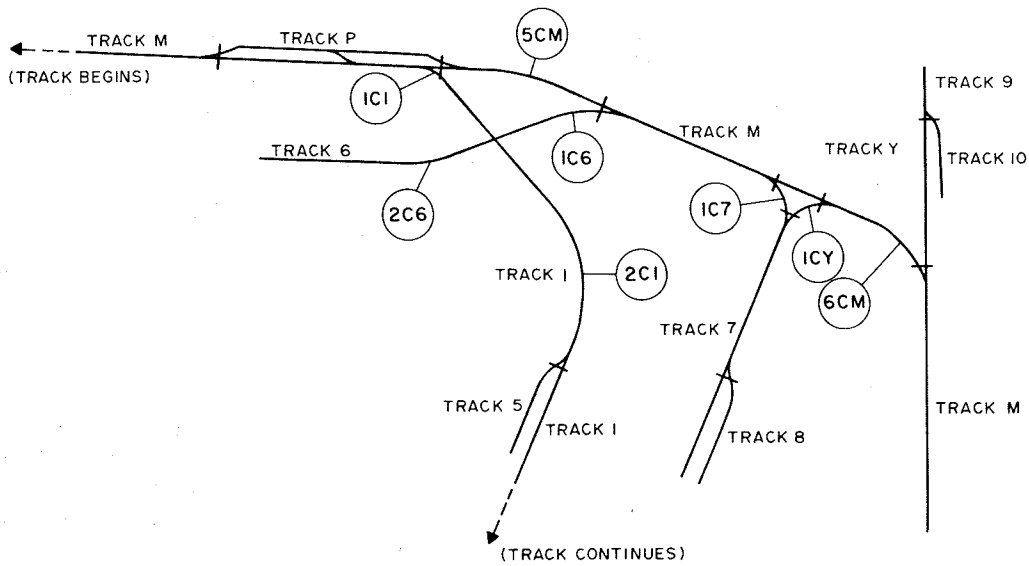 TRACK M
TRACK P
5CM
(TRACK BEGINS)
1C1
TRACK 9
TRACK M
TRACK 6
1C6
TRACK Y
TRACK 10
2C6
1C7
1CY
TRACK 1
2C1
6CM
TRACK 7
TRACK 5
TRACK M
TRACK 1
TRACK 8
(TRACK CONTINUES)